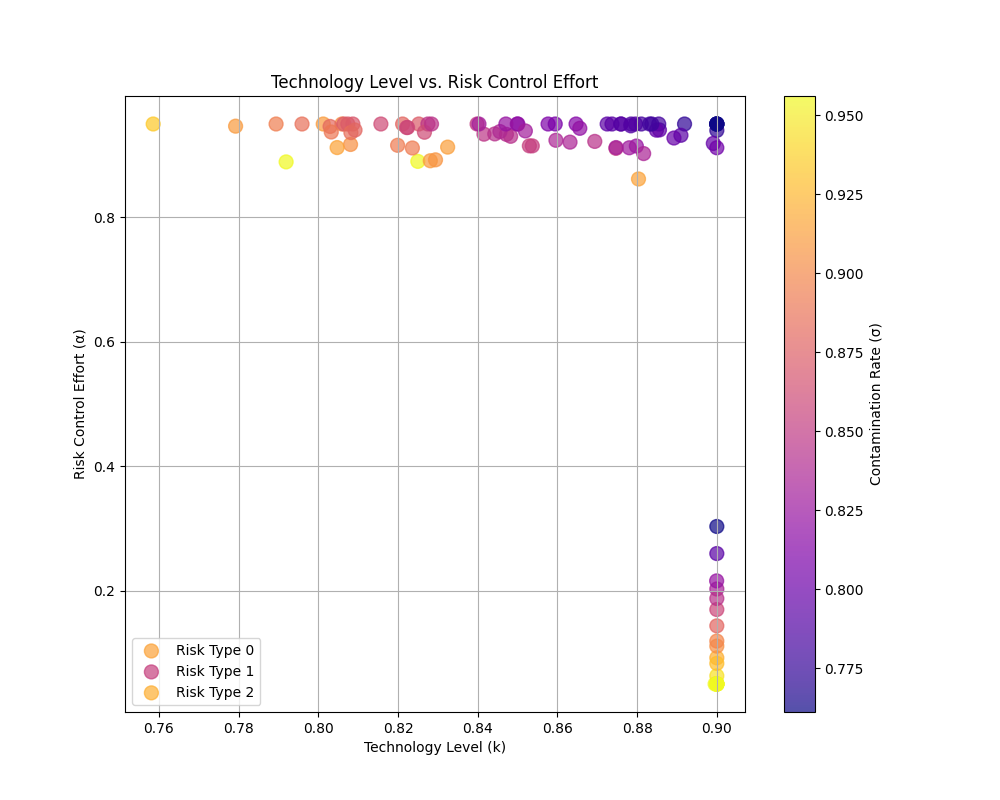 Technology Level vs. Risk Control Effort
Risk Control Effort (α)
0.8
0.6
0.4
0.2
Risk Type 0
Risk Type 1
Risk Type 2
0.76 0.78 0.80 0.82 0.84 0.86 0.88 0.90
Technology Level (k)
0.950
0.925
0.900
0.875
0.850
0.825
0.800
0.775
Contamination Rate (σ)